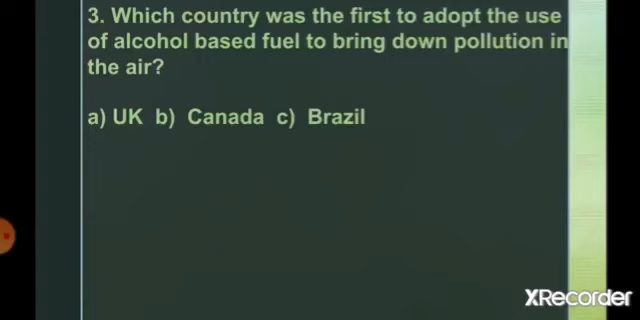 3. Which country was the first to adopt the use
of alcohol based fuel to bring down pollution in
the air?
a) UK b) Canada c) Brazil
XRecorder